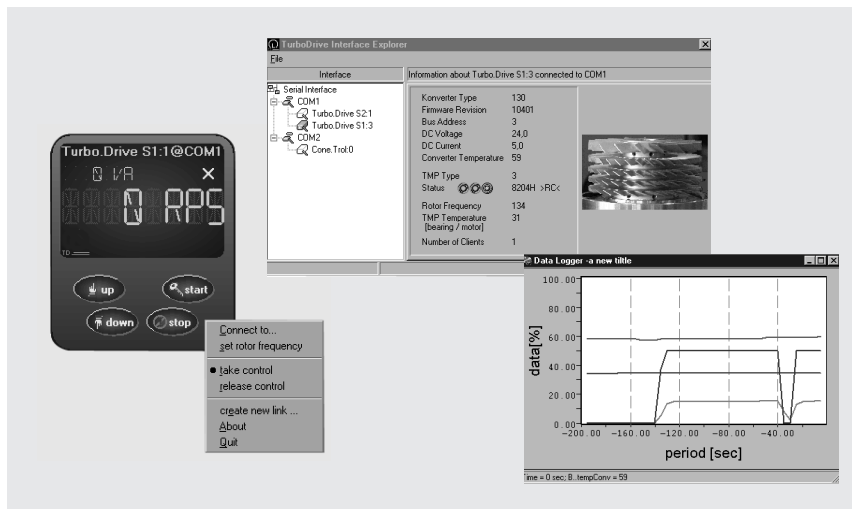 TurboDrive Interface Explorer
File
Interface
Information about Turbo.Drive S1:3 connected to COM1
Serial Interface
COM1
Turbo.Drive S2:1
Turbo.Drive S1:3
COM2
Cone.Trol:0
Konverter Type 130
Firmware Revision 10401
Bus Address 3
DC Voltage 24,0
DC Current 5,0
Converter Temperature 59
TMP Type 3
Status 8204H >RC<
Rotor Frequency 134
TMP Temperature 31
[bearing / motor]
Number of Clients 1
Turbo.Drive S1:1@COM1
0 I/A
0 RPS
TD
up
start
down
stop
Connect to...
set rotor frequency
take control
release control
create new link ...
About
Quit
Data Logger -a new tiltle
100.00
80.00
60.00
40.00
20.00
0.00
data[%]
-200.00 -160.00 -120.00 -80.00 -40.00
period [sec]
ime = 0 sec; B..tempConv = 59